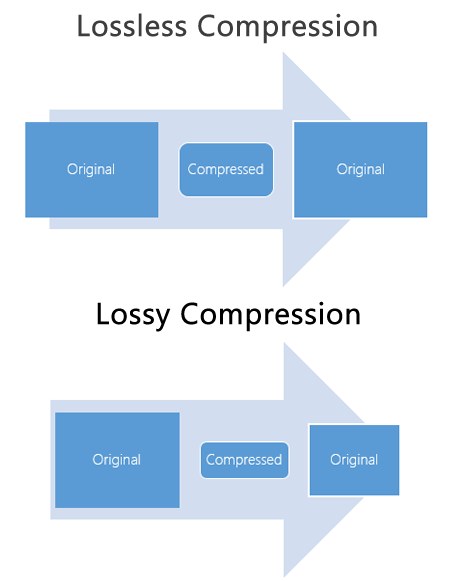 Lossless Compression
Original
Compressed
Original
Lossy Compression
Original
Compressed
Original